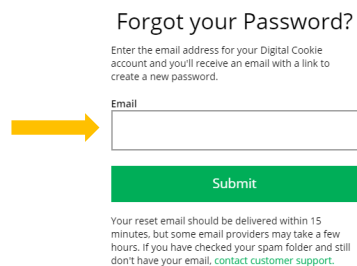 Forgot your Password?
Enter the email address for your Digital Cookie
account and you'll receive an email with a link to
create a new password.
Email
Submit
Your reset email should be delivered within 15
minutes, but some email providers may take a few
hours. If you have checked your spam folder and still
don't have your email, contact customer support.